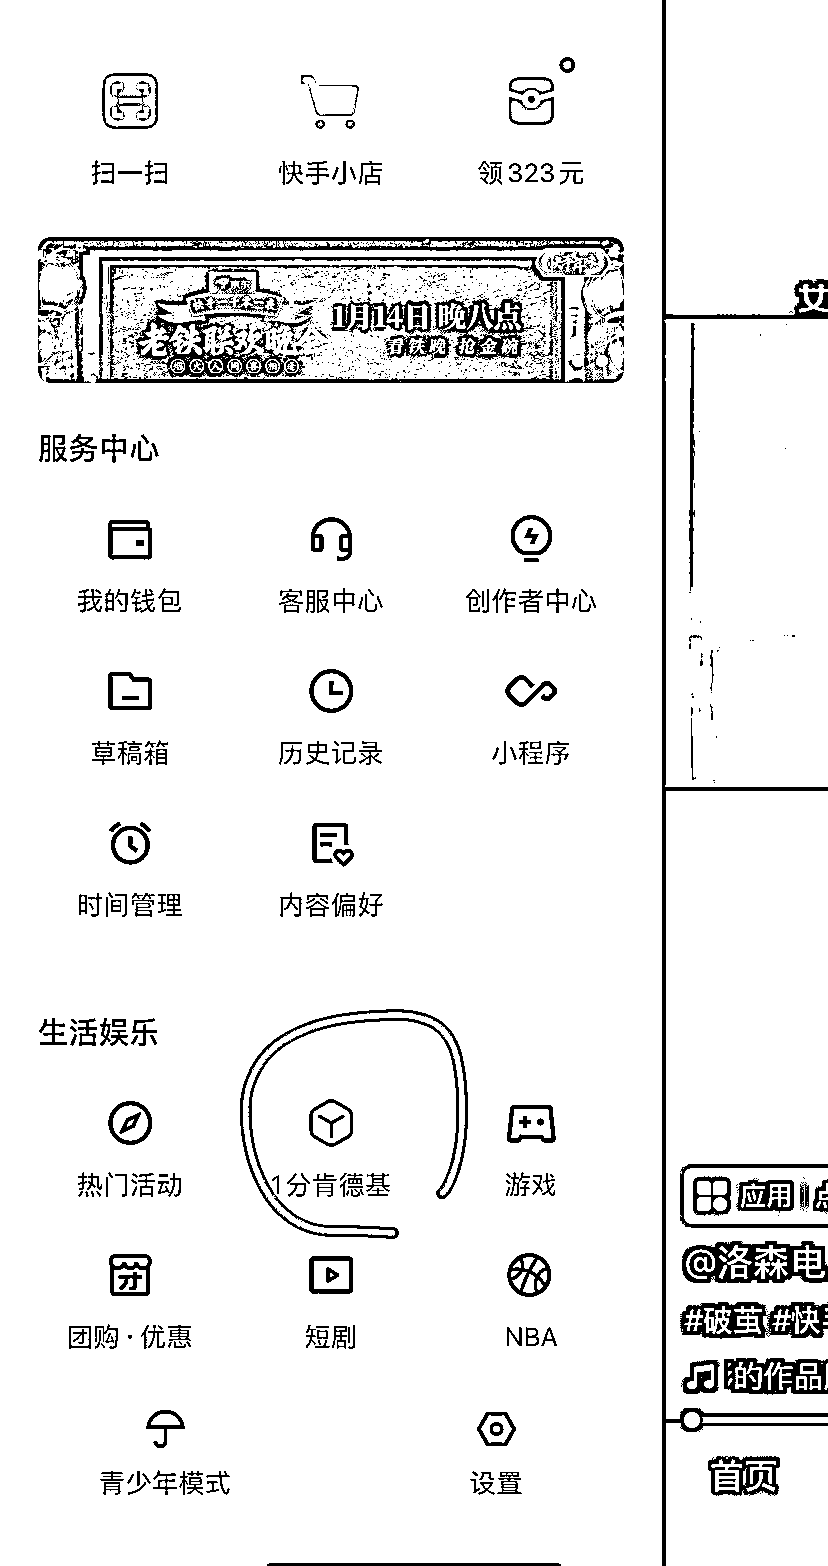 扫一扫 快手小店 领323元
老铁联欢晚会 1月14日 晚八点
看铁晚 抢金榈
服务中心
我的钱包 客服中心 创作者中心
草稿箱 历史记录 小程序
时间管理 内容偏好
生活娱乐
热门活动 1分肯德基 游戏
团购·优惠 短剧 NBA
青少年模式 设置
应用
@洛森电
#破茧 #快手
的作品
首页